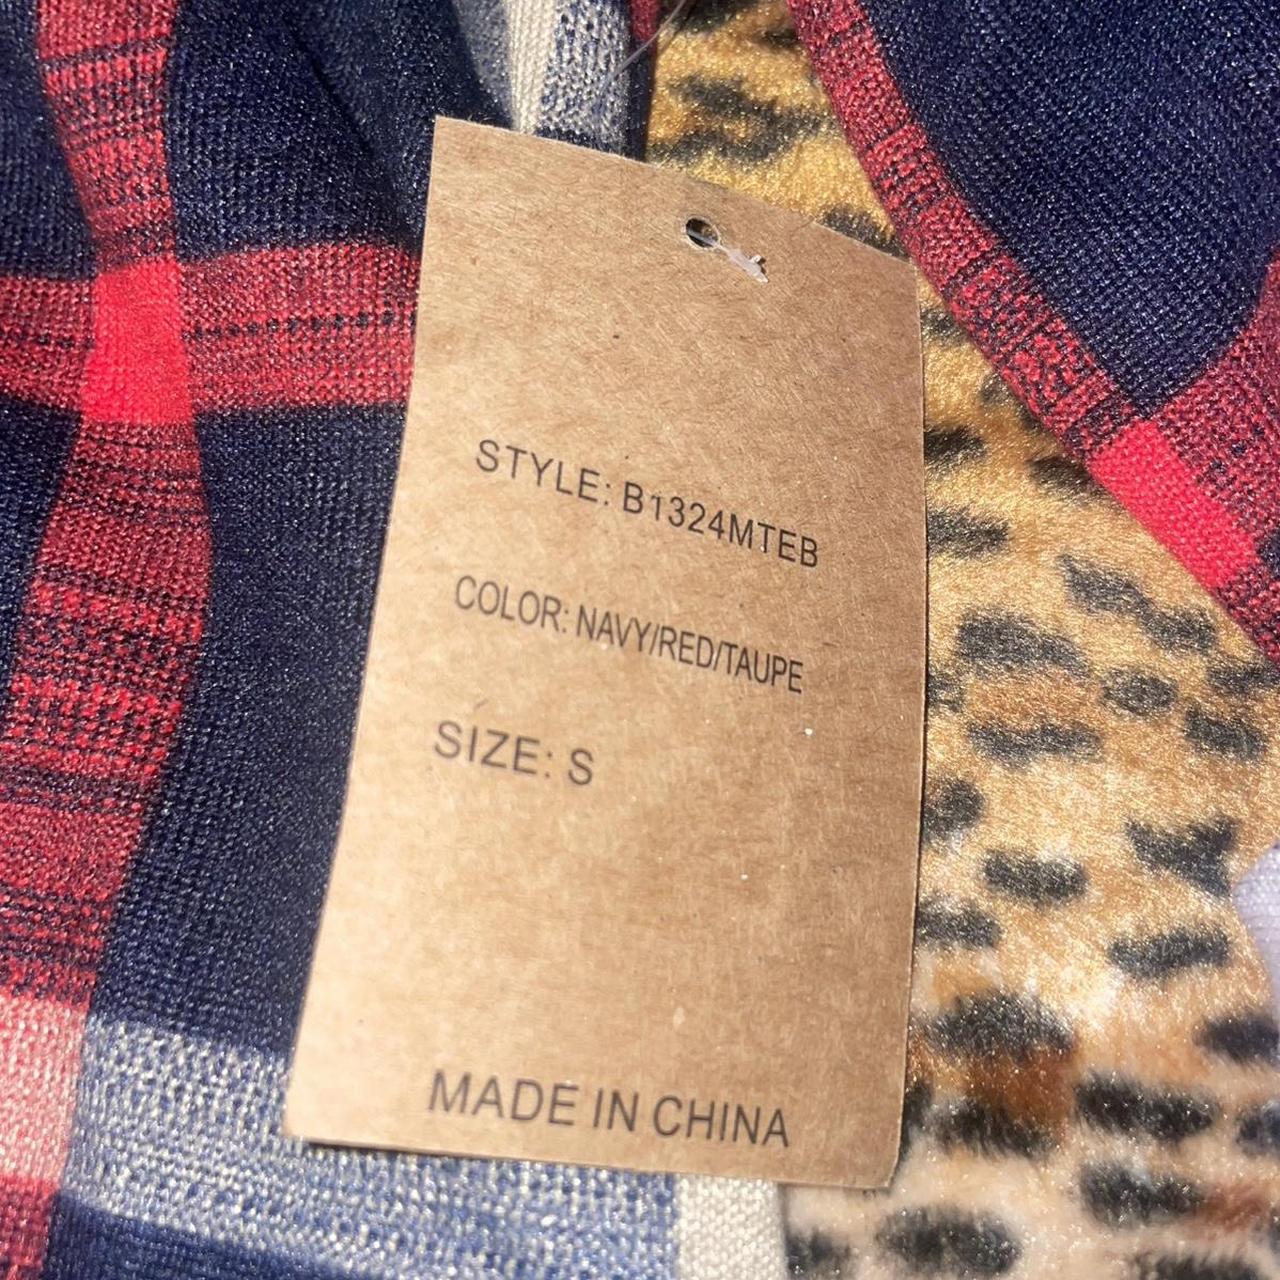 STYLE: B1324MTEB
COLOR: NAVY/RED/TAUPE
SIZE: S
MADE IN CHINA